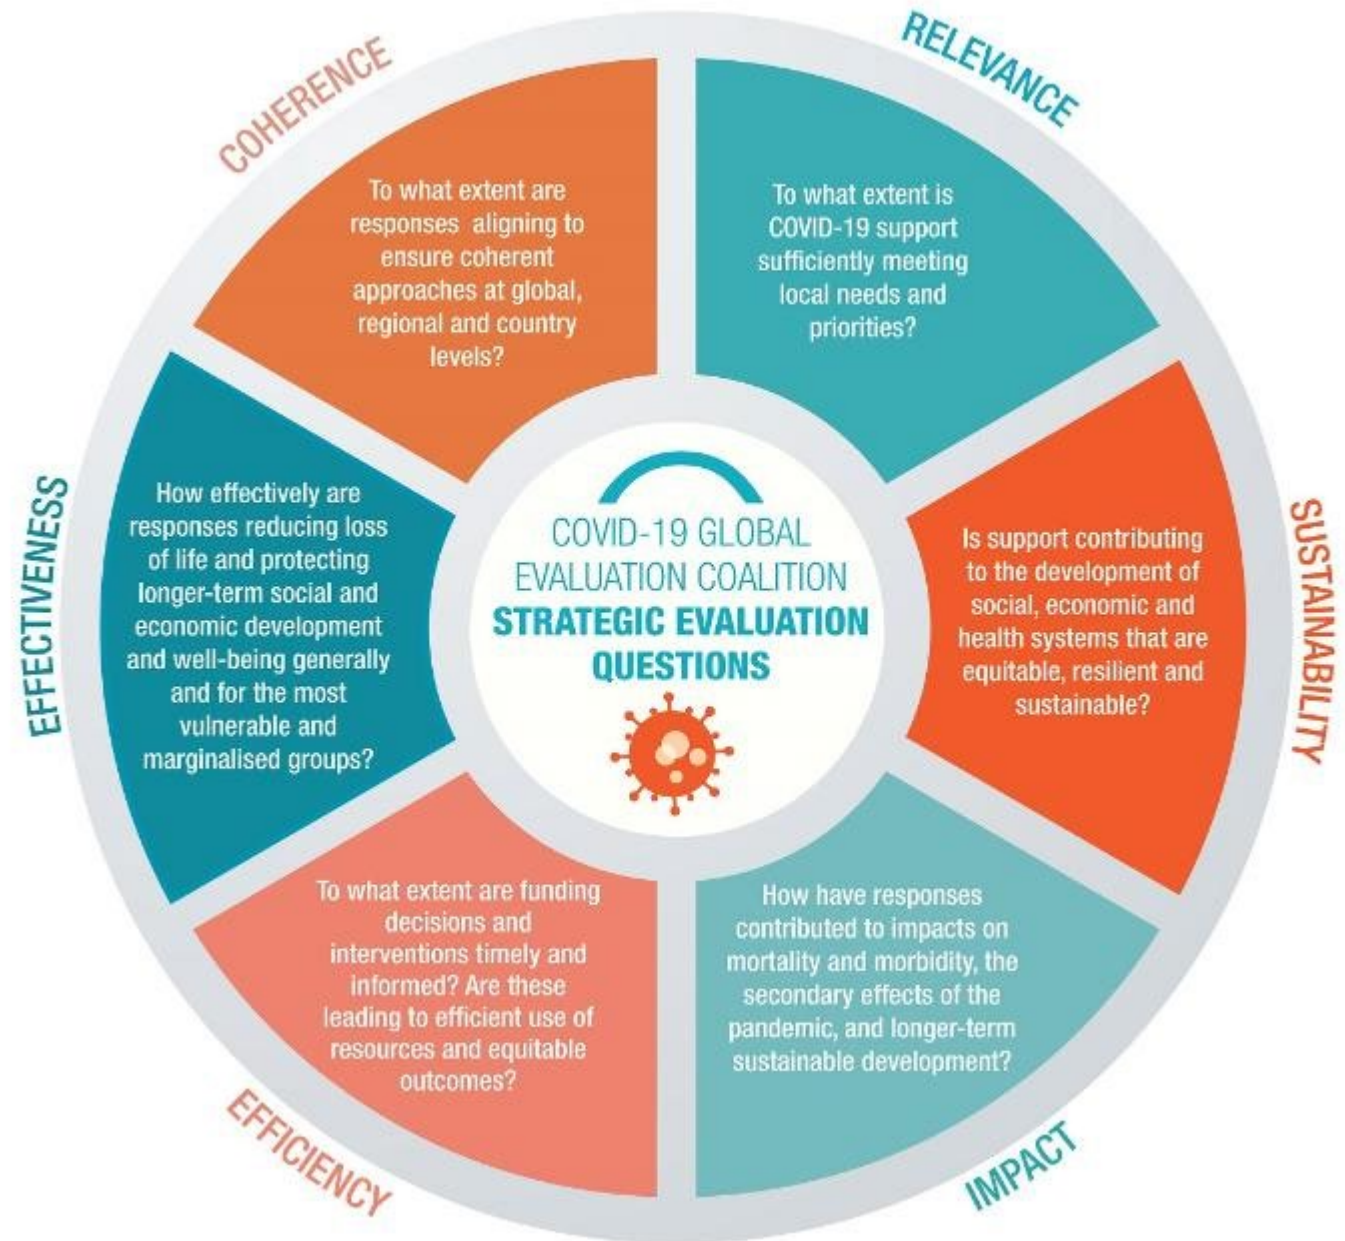 COHERENCE
To what extent are
responses aligning to
ensure coherent
approaches at global,
regional and country
levels?
RELEVANCE
To what extent is
COVID-19 support
sufficiently meeting
local needs and
priorities?
EFFECTIVENESS
How effectively are
responses reducing loss
of life and protecting
longer-term social and
economic development
and well-being generally
and for the most
vulnerable and
marginalised groups?
COVID-19 GLOBAL
EVALUATION COALITION
STRATEGIC EVALUATION
QUESTIONS
SUSTAINABILITY
Is support contributing
to the development of
social, economic and
health systems that are
equitable, resilient and
sustainable?
EFFICIENCY
To what extent are funding
decisions and
interventions timely and
informed? Are these
leading to efficient use of
resources and equitable
outcomes?
IMPACT
How have responses
contributed to impacts on
mortality and morbidity, the
secondary effects of the
pandemic, and longer-term
sustainable development?